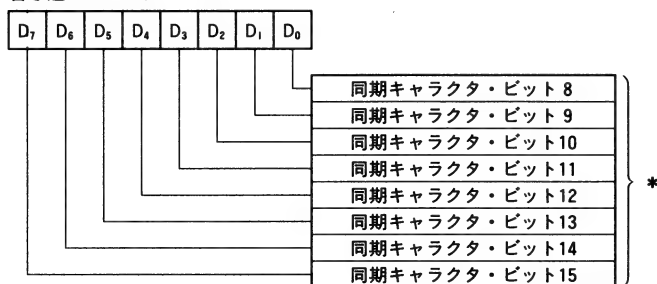 D₇ D₆ D₅ D₄ D₃ D₂ D₁ D₀
同期キャラクタ・ビット 8
同期キャラクタ・ビット 9
同期キャラクタ・ビット10
同期キャラクタ・ビット11
同期キャラクタ・ビット12
同期キャラクタ・ビット13
同期キャラクタ・ビット14
同期キャラクタ・ビット15
*